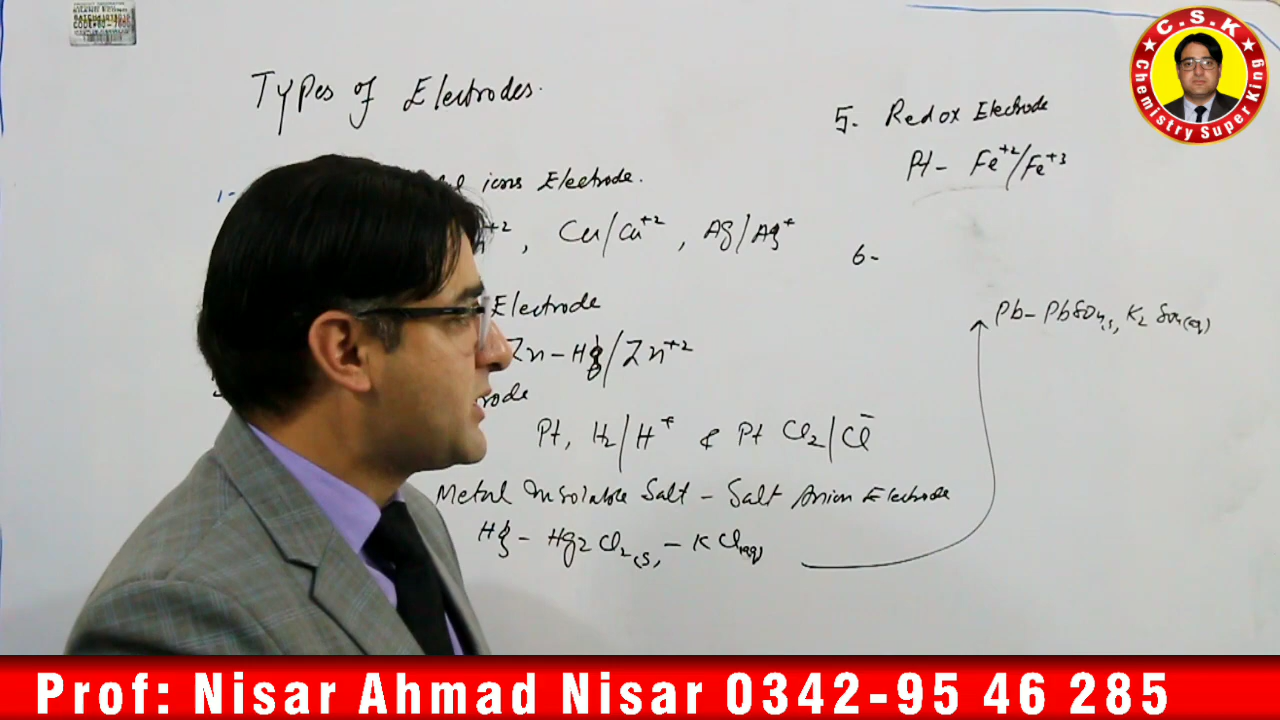 Types of Electrodes.
1- ions Electrode.
+2, Cu/Cu+2, Ag/Ag+
Electrode
Zn-Hg/Zn+2
Pt, H2/H+ & Pt Cl2/Cl-
Metal Insoluble Salt - Salt Anion Electrode
Hg - Hg2Cl2(s) - KCl(aq)
5- Redox Electrode
Pt- Fe+2/Fe+3
6-
Pb- PbSO4(s), K2SO4(aq)
C.S.K
Chemistry Super King
Prof: Nisar Ahmad Nisar 0342-95 46 285